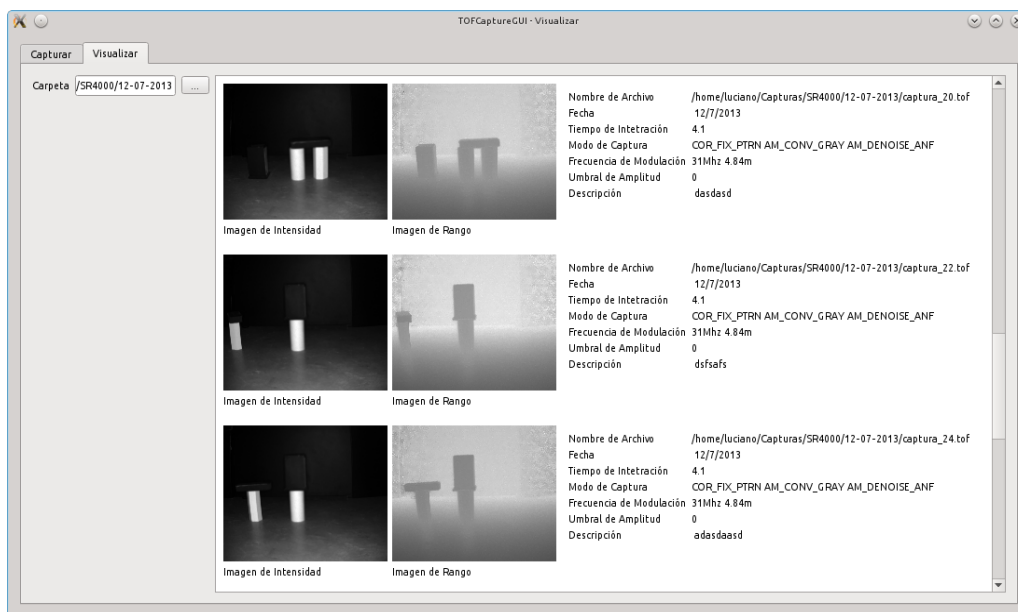 TOFCaptureGUI - Visualizar
Capturar
Visualizar
Carpeta /SR4000/12-07-2013 ...
Nombre de Archivo /home/luciano/Capturas/SR4000/12-07-2013/captura_20.tof
Fecha 12/7/2013
Tiempo de Intetración 4.1
Modo de Captura COR_FIX_PTRN AM_CONV_GRAY AM_DENOISE_ANF
Frecuencia de Modulación 31Mhz 4.84m
Umbral de Amplitud 0
Descripción dasdasd
Imagen de Intensidad
Imagen de Rango
Nombre de Archivo /home/luciano/Capturas/SR4000/12-07-2013/captura_22.tof
Fecha 12/7/2013
Tiempo de Intetración 4.1
Modo de Captura COR_FIX_PTRN AM_CONV_GRAY AM_DENOISE_ANF
Frecuencia de Modulación 31Mhz 4.84m
Umbral de Amplitud 0
Descripción dsfsafs
Imagen de Intensidad
Imagen de Rango
Nombre de Archivo /home/luciano/Capturas/SR4000/12-07-2013/captura_24.tof
Fecha 12/7/2013
Tiempo de Intetración 4.1
Modo de Captura COR_FIX_PTRN AM_CONV_GRAY AM_DENOISE_ANF
Frecuencia de Modulación 31Mhz 4.84m
Umbral de Amplitud 0
Descripción adasdaasd
Imagen de Intensidad
Imagen de Rango